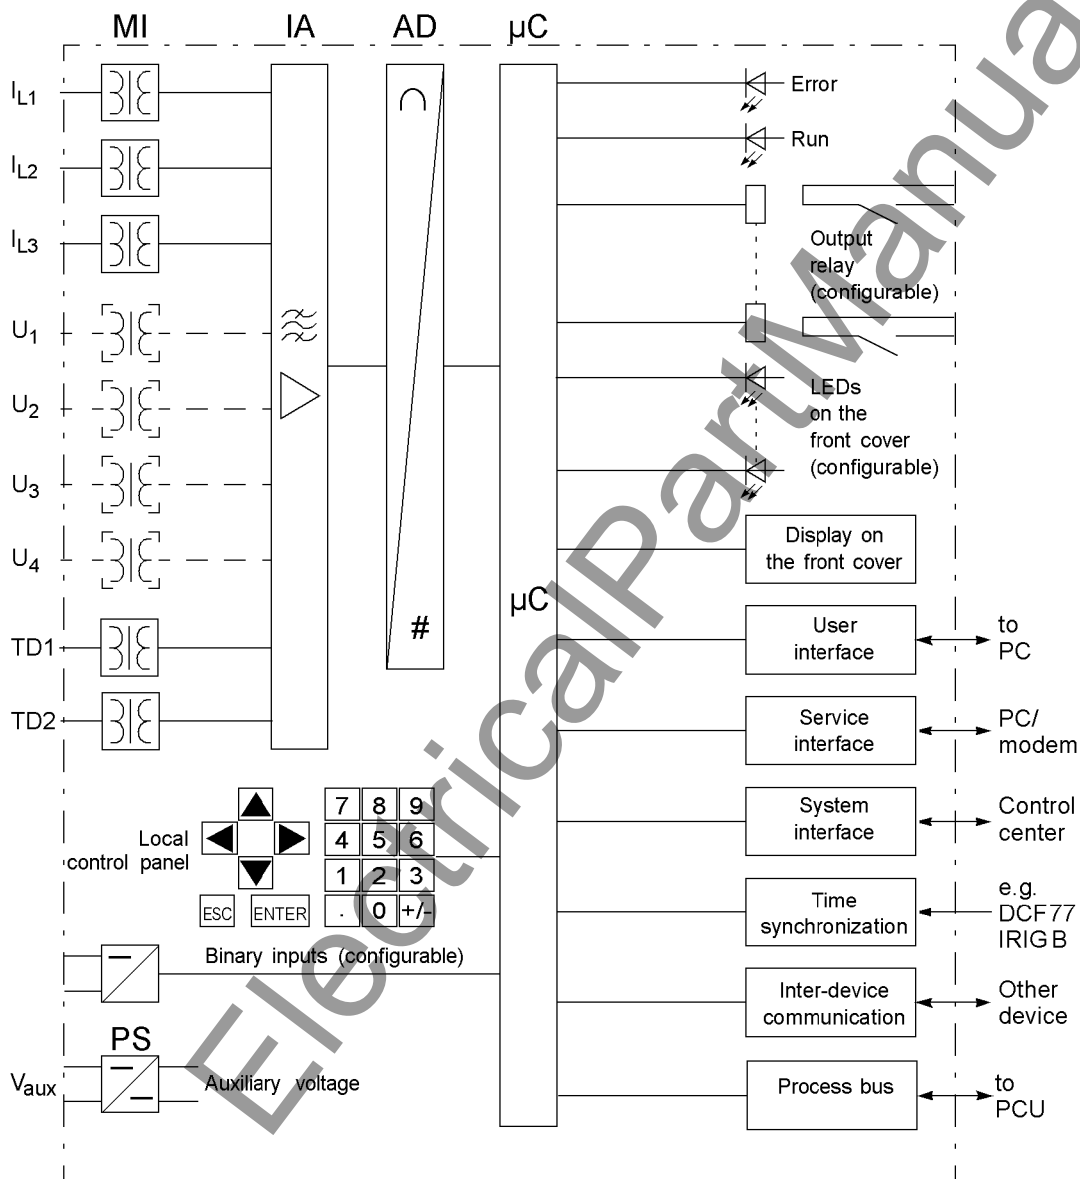 MI IA AD µC
IL1
IL2
IL3
U1
U2
U3
U4
TD1
TD2
#
µC
Error
Run
Output
relay
(configurable)
LEDs
on the
front cover
(configurable)
Display on
the front cover
User
interface
to
PC
Service
interface
PC/
modem
System
interface
Control
center
Time
synchronization
e.g.
DCF77
IRIG B
Inter-device
communication
Other
device
Process bus
to
PCU
Local
control panel
7 8 9
4 5 6
1 2 3
. 0 +/-
ESC ENTER
Binary inputs (configurable)
PS
Vaux
Auxiliary voltage
ElectricalPartManua